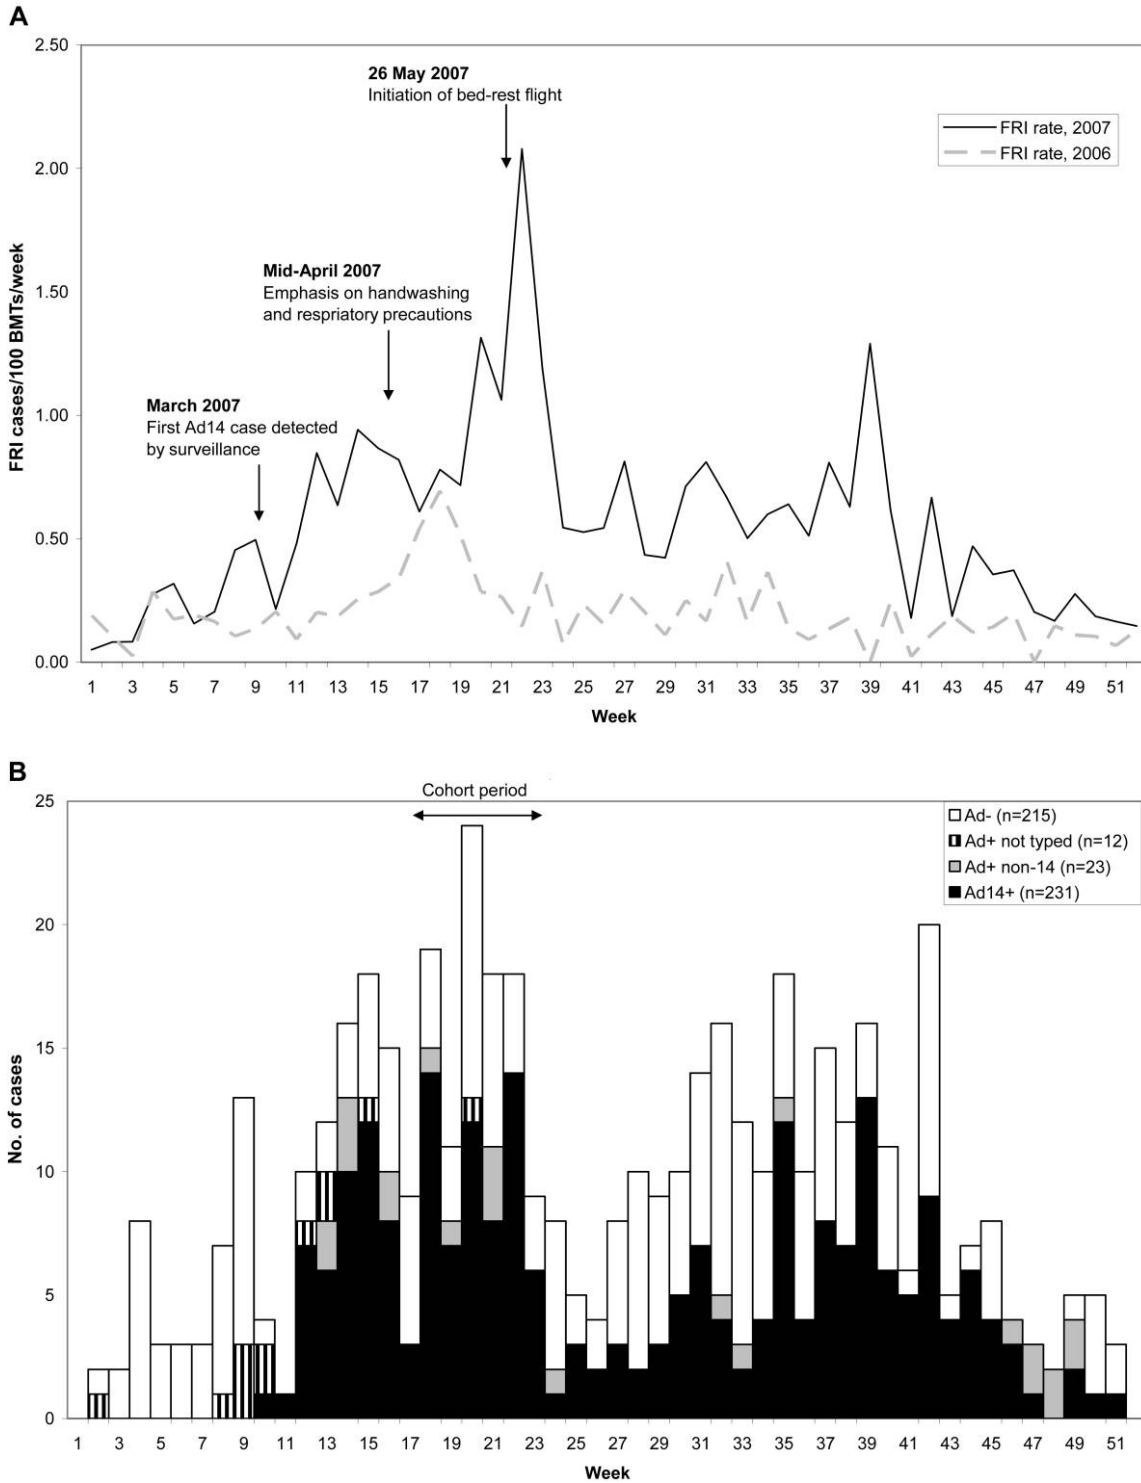 A
2.50
26 May 2007
Initiation of bed-rest flight
FRI rate, 2007
FRI rate, 2006
2.00
Mid-April 2007
Emphasis on handwashing
and respriatory precautions
1.50
March 2007
First Ad14 case detected
by surveillance
1.00
0.50
0.00
FRI cases/100 BMTs/week
1 3 5 7 9 11 13 15 17 19 21 23 25 27 29 31 33 35 37 39 41 43 45 47 49 51
Week
B
Cohort period
25
Ad- (n=215)
Ad+ not typed (n=12)
Ad+ non-14 (n=23)
Ad14+ (n=231)
20
15
10
5
0
No. of cases
1 3 5 7 9 11 13 15 17 19 21 23 25 27 29 31 33 35 37 39 41 43 45 47 49 51
Week